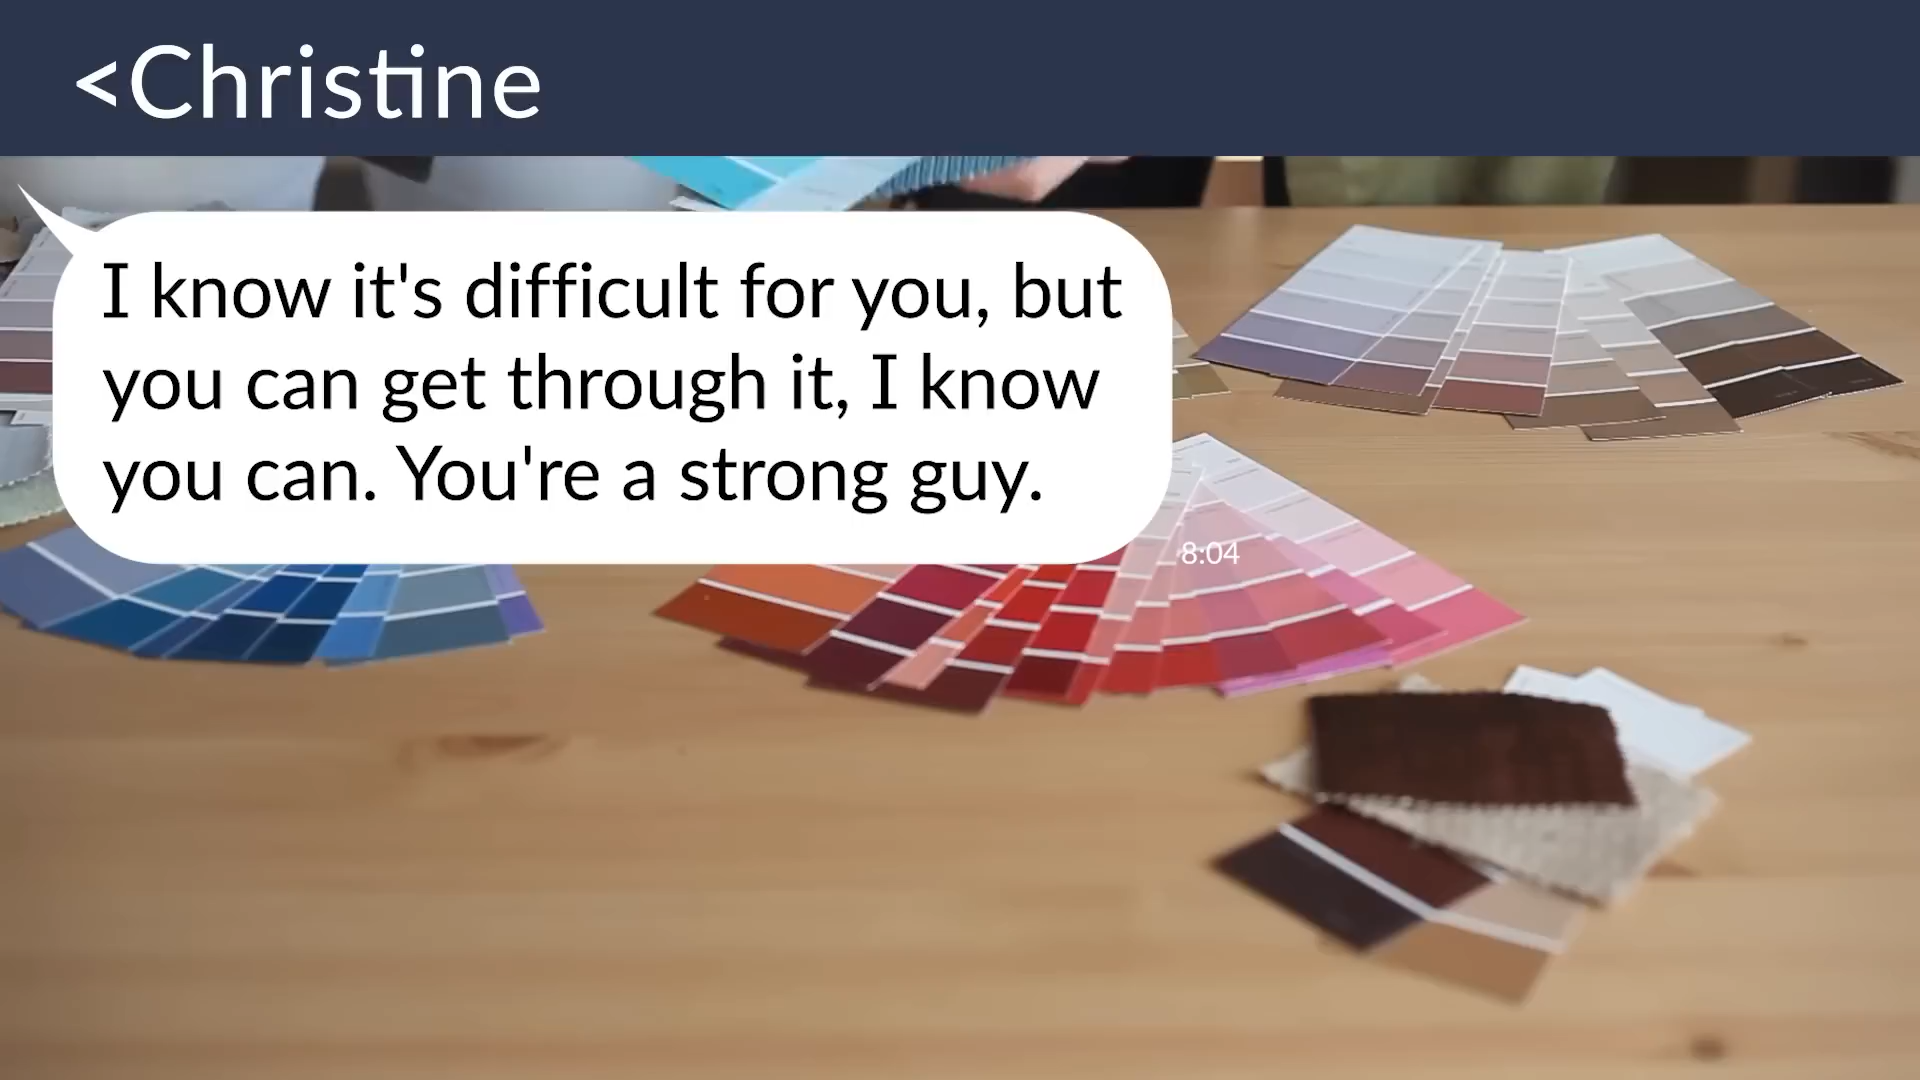 <Christine
I know it's difficult for you, but
you can get through it, I know
you can. You're a strong guy.
8:04